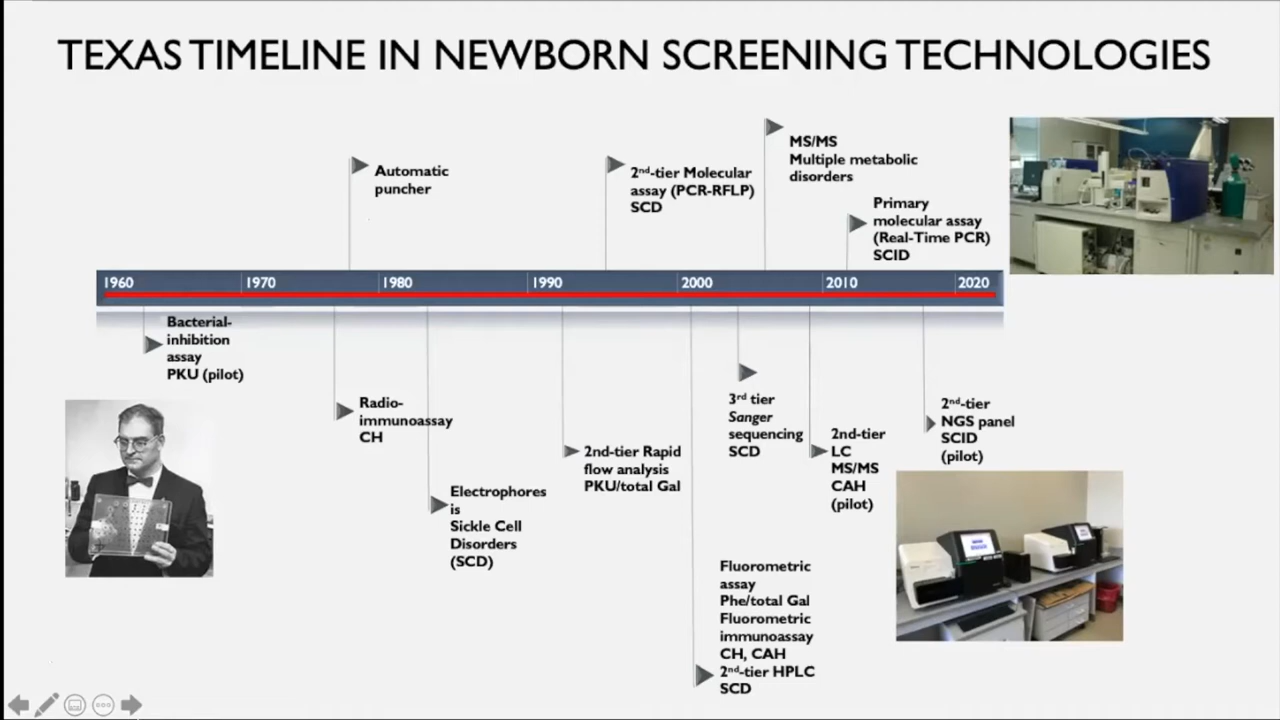 TEXAS TIMELINE IN NEWBORN SCREENING TECHNOLOGIES
Automatic
puncher
2nd-tier Molecular
assay (PCR-RFLP)
SCD
MS/MS
Multiple metabolic
disorders
Primary
molecular assay
(Real-Time PCR)
SCID
1960 1970 1980 1990 2000 2010 2020
Bacterial-
inhibition
assay
PKU (pilot)
Radio-
immunoassay
CH
Electrophores
is
Sickle Cell
Disorders
(SCD)
2nd-tier Rapid
flow analysis
PKU/total Gal
Fluorometric
assay
Phe/total Gal
Fluorometric
immunoassay
CH, CAH
2nd-tier HPLC
SCD
3rd tier
Sanger
sequencing
SCD
2nd-tier
LC
MS/MS
CAH
(pilot)
2nd-tier
NGS panel
SCID
(pilot)